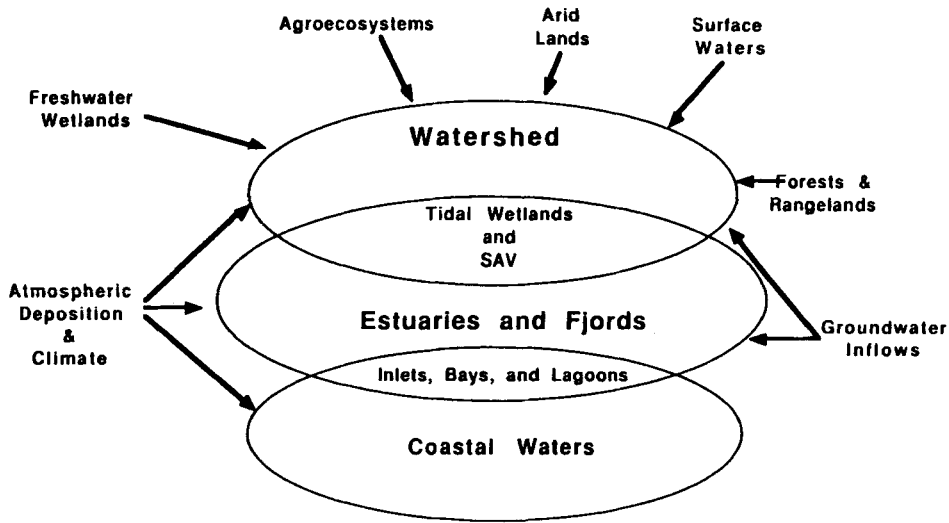 Agroecosystems
Arid
Lands
Surface
Waters
Freshwater
Wetlands
Watershed
Forests &
Rangelands
Tidal Wetlands
and
SAV
Atmospheric
Deposition
&
Climate
Estuaries and Fjords
Groundwater
Inflows
Inlets, Bays, and Lagoons
Coastal Waters